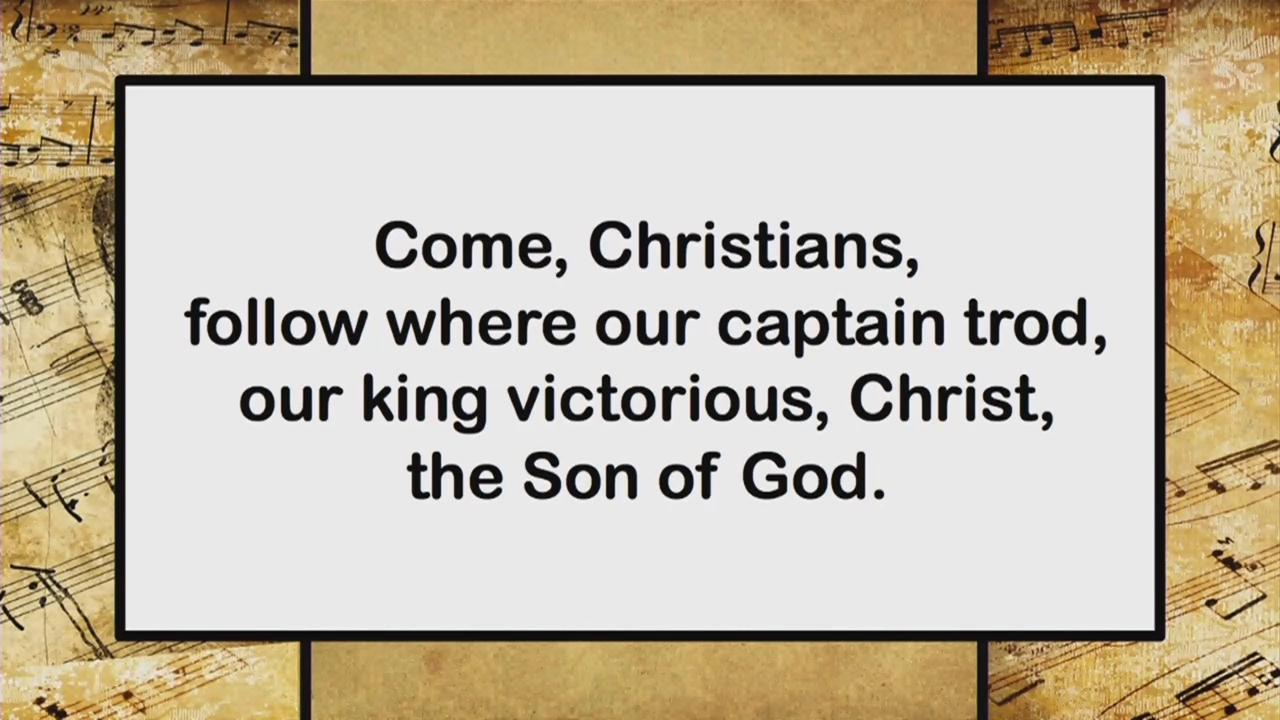 Come, Christians,
follow where our captain trod,
our king victorious, Christ,
the Son of God.